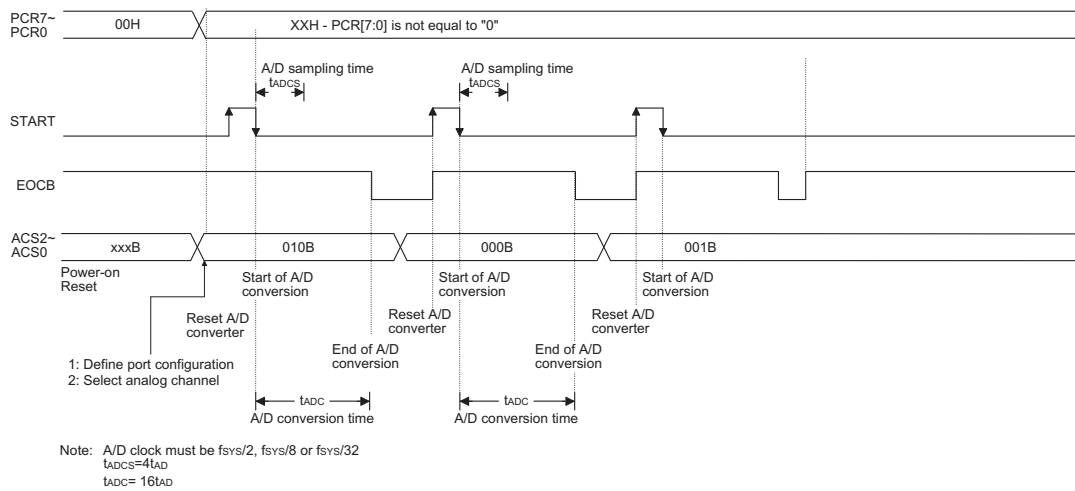 PCR7~
PCR0
00H
XXH - PCR[7:0] is not equal to "0"
A/D sampling time
tADCS
A/D sampling time
tADCS
START
EOCB
ACS2~
ACS0
xxxB
010B
000B
001B
Power-on
Reset
Start of A/D
conversion
Start of A/D
conversion
Start of A/D
conversion
Reset A/D
converter
Reset A/D
converter
Reset A/D
converter
End of A/D
conversion
End of A/D
conversion
1: Define port configuration
2: Select analog channel
tADC
A/D conversion time
tADC
A/D conversion time
Note: A/D clock must be fSYS/2, fSYS/8 or fSYS/32
tADCS=4tAD
tADC= 16tAD